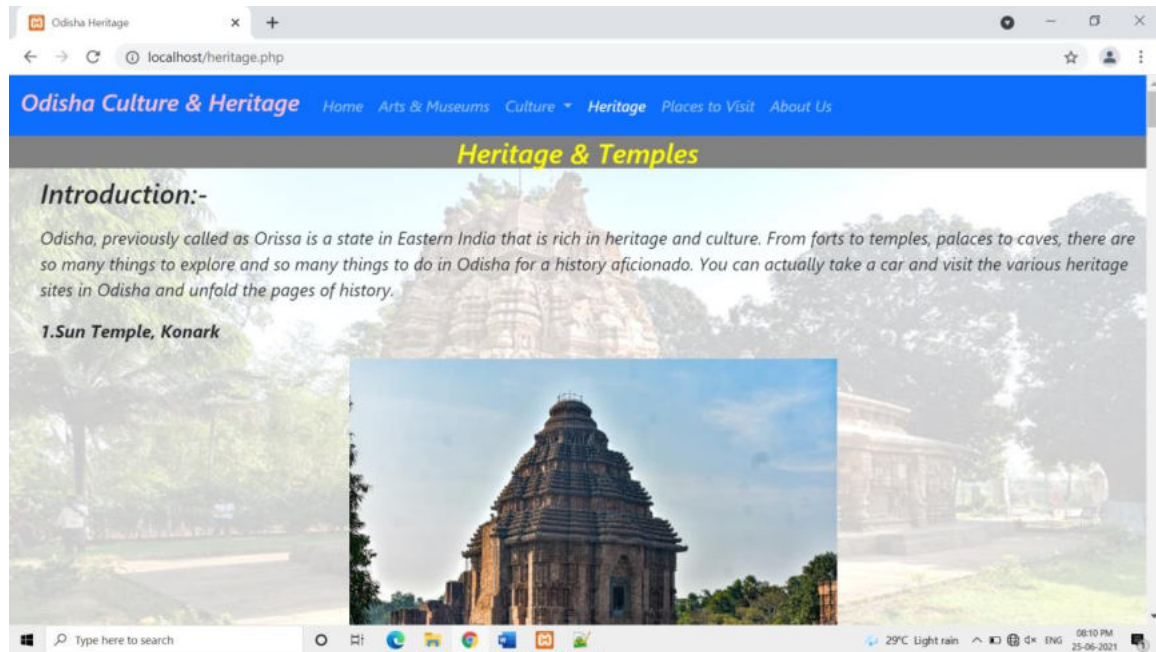 Odisha Heritage
localhost/heritage.php
Odisha Culture & Heritage Home Arts & Museums Culture Heritage Places to Visit About Us
Heritage & Temples
Introduction:-
Odisha, previously called as Orissa is a state in Eastern India that is rich in heritage and culture. From forts to temples, palaces to caves, there are
so many things to explore and so many things to do in Odisha for a history aficionado. You can actually take a car and visit the various heritage
sites in Odisha and unfold the pages of history.
1.Sun Temple, Konark
Type here to search
29°C Light rain
ENG
08:10 PM
25-06-2021